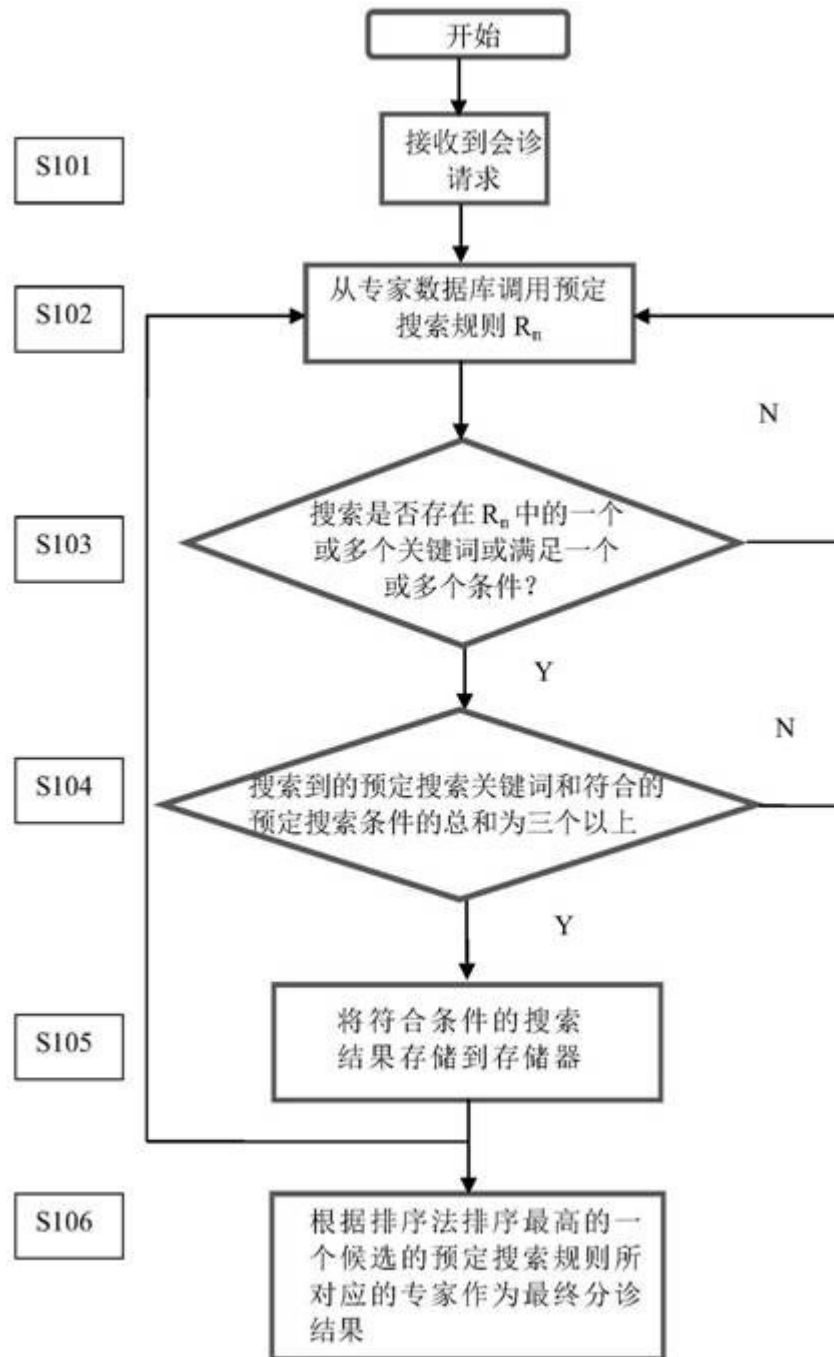 开始
S101
接收到会诊
请求
S102
从专家数据库调用预定
搜索规则 Rn
N
S103
搜索是否存在 Rn 中的一个
或多个关键词或满足一个
或多个条件?
Y
N
S104
搜索到的预定搜索关键词和符合的
预定搜索条件的总和为三个以上
Y
S105
将符合条件的搜索
结果存储到存储器
S106
根据排序法排序最高的一
个候选的预定搜索规则所
对应的专家作为最终分诊
结果